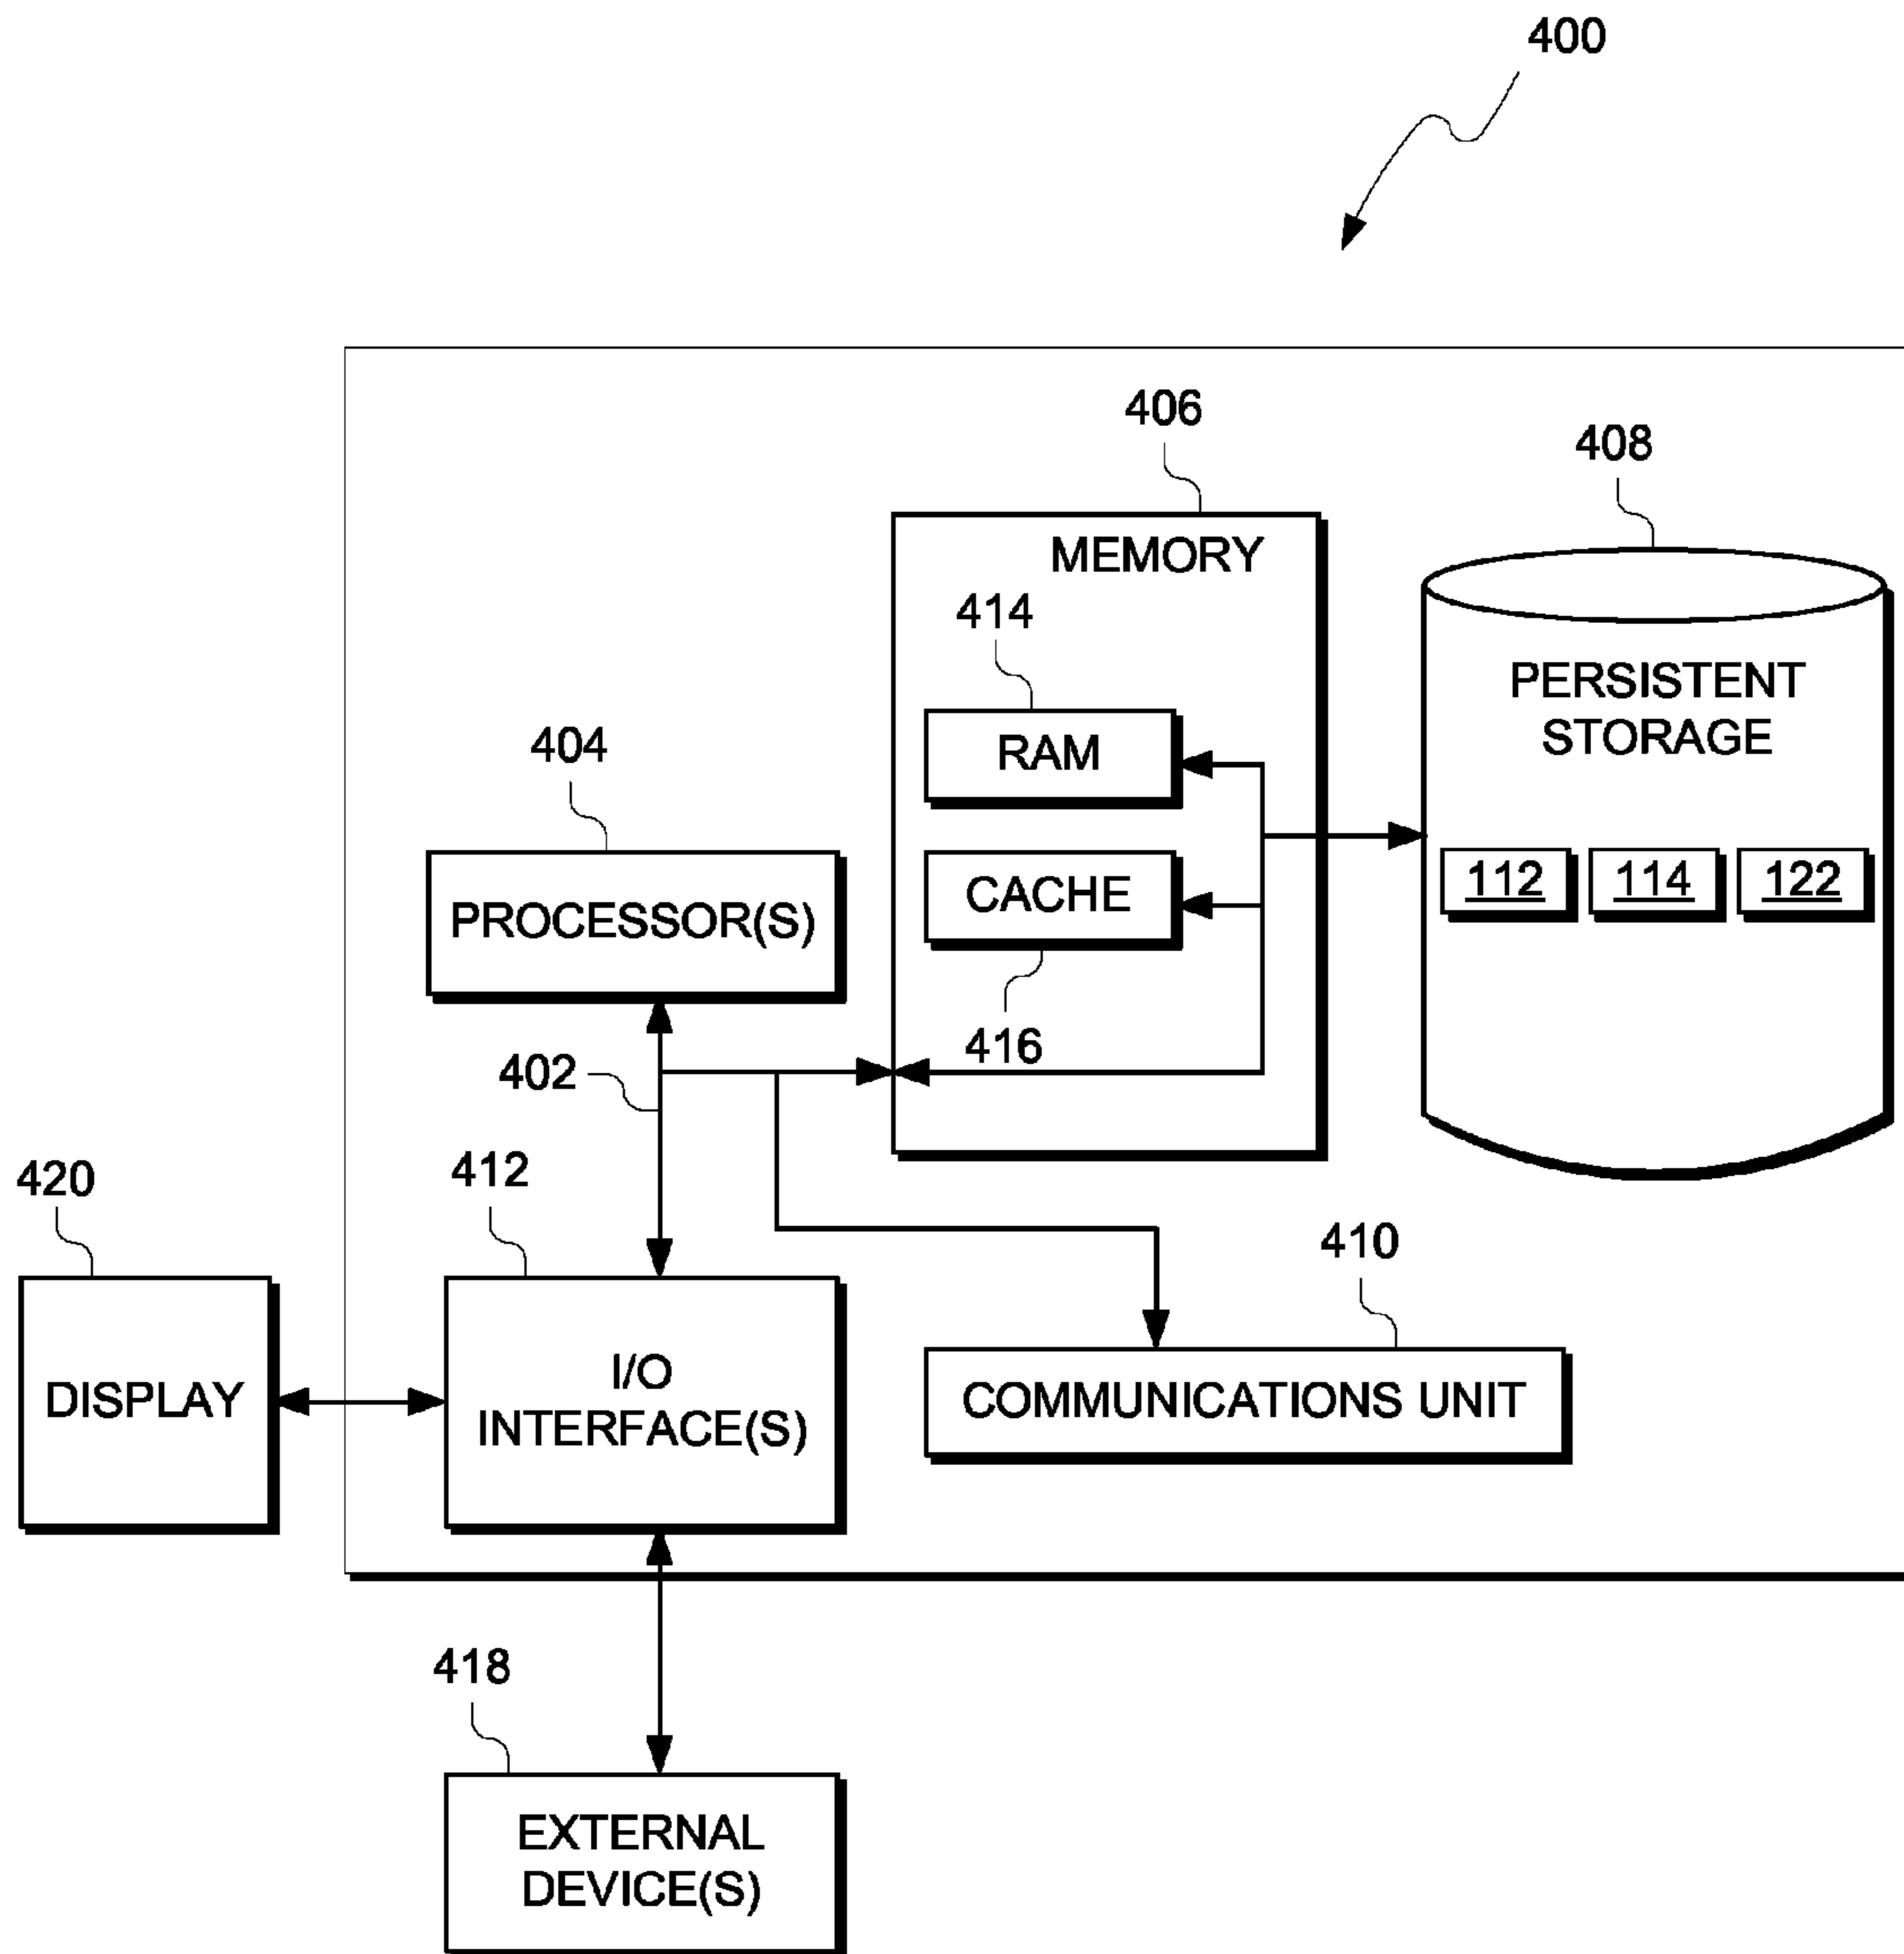 400
406
408
MEMORY
414
PERSISTENT
STORAGE
RAM
404
112 114 122
CACHE
PROCESSOR(S)
416
402
412
420
410
I/O
INTERFACE(S)
DISPLAY
COMMUNICATIONS UNIT
418
EXTERNAL
DEVICE(S)